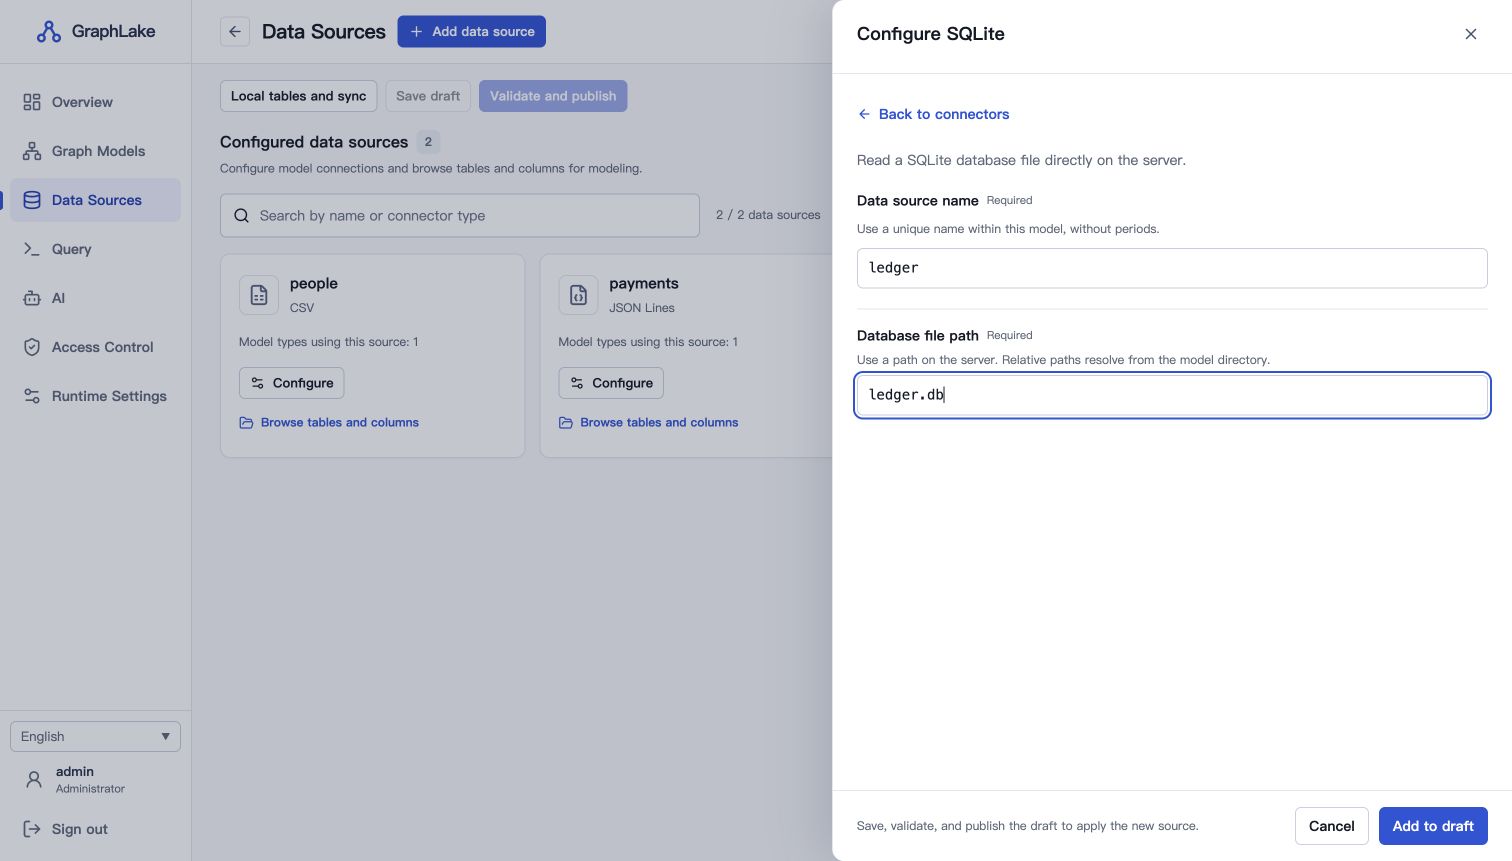 GraphLake
Overview
Graph Models
Data Sources
Query
AI
Access Control
Runtime Settings
English
admin
Administrator
Sign out
Data Sources
Add data source
Local tables and sync
Save draft
Validate and publish
Configured data sources 2
Configure model connections and browse tables and columns for modeling.
Search by name or connector type
2 / 2 data sources
people
CSV
Model types using this source: 1
Configure
Browse tables and columns
payments
JSON Lines
Model types using this source: 1
Configure
Browse tables and columns
Configure SQLite
Back to connectors
Read a SQLite database file directly on the server.
Data source name Required
Use a unique name within this model, without periods.
ledger
Database file path Required
Use a path on the server. Relative paths resolve from the model directory.
ledger.db
Save, validate, and publish the draft to apply the new source.
Cancel
Add to draft